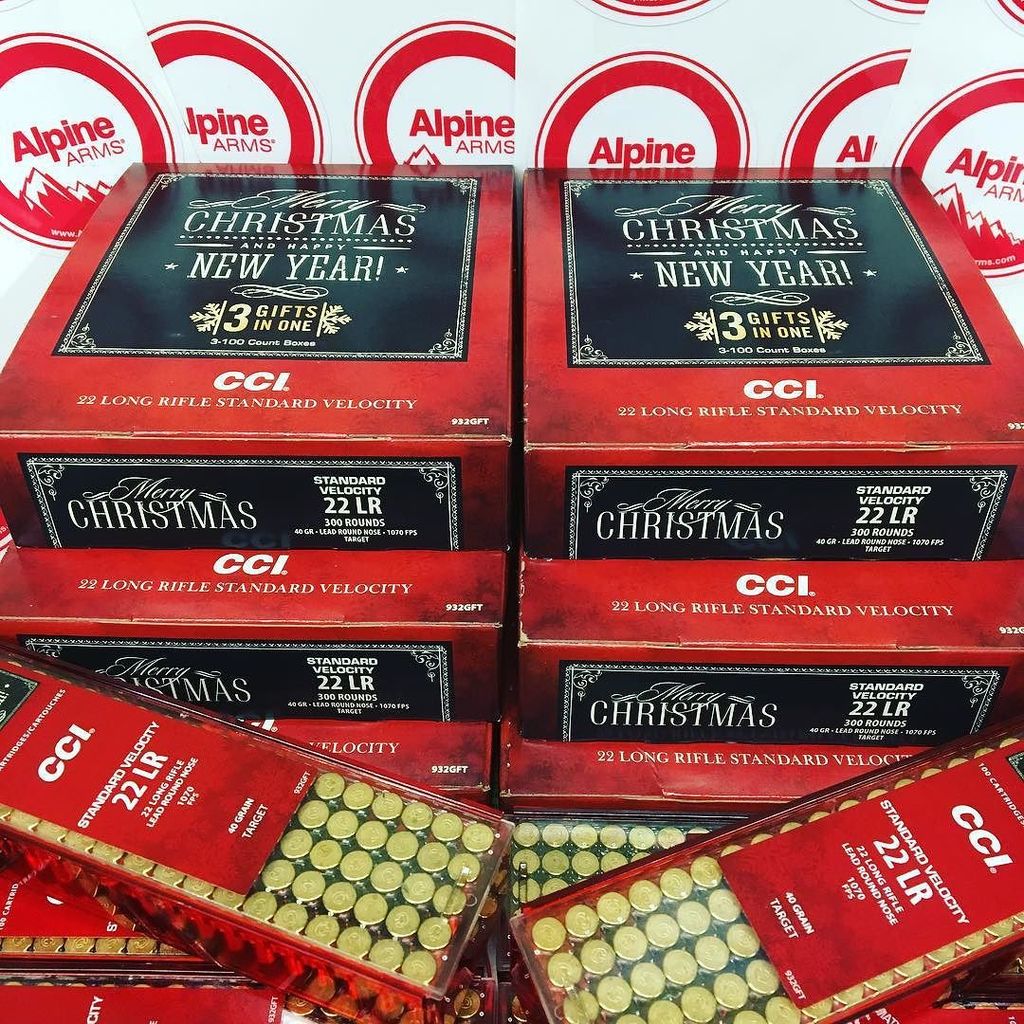 Alpine
ARMS
www.
Alpine
ARMS
Alpine
ARMS
Alpine
Alpine
ARMS
Merry
CHRISTMAS
AND HAPPY
NEW YEAR!
3 GIFTS
IN ONE
3-100 Count Boxes
CCI
22 LONG RIFLE STANDARD VELOCITY
932GFT
Merry
CHRISTMAS
STANDARD
VELOCITY
22 LR
300 ROUNDS
40 GR - LEAD ROUND NOSE - 1070 FPS
TARGET
CCI
22 LONG RIFLE STANDARD VELOCITY
932GFT
Merry
STANDARD
VELOCITY
22 LR
300 ROUNDS
40 GR - LEAD ROUND NOSE - 1070 FPS
TARGET
VELOCITY
932GFT
Merry
CHRISTMAS
AND HAPPY
NEW YEAR!
3 GIFTS
IN ONE
3-100 Count Boxes
CCI
22 LONG RIFLE STANDARD VELOCITY
Merry
CHRISTMAS
STANDARD
VELOCITY
22 LR
300 ROUNDS
40 GR - LEAD ROUND NOSE - 1070 FPS
TARGET
CCI
22 LONG RIFLE STANDARD VELOCITY
Merry
CHRISTMAS
STANDARD
VELOCITY
22 LR
300 ROUNDS
40 GR - LEAD ROUND NOSE - 1070 FPS
TARGET
22 LONG RIFLE STANDARD
CCI
STANDARD VELOCITY
22 LR
22 LONG RIFLE
LEAD ROUND NOSE
1070
FPS
40 GRAIN
TARGET
932GFT
CCI
STANDARD VELOCITY
22 LR
22 LONG RIFLE
LEAD ROUND NOSE
1070
FPS
40 GRAIN
TARGET
932GFT